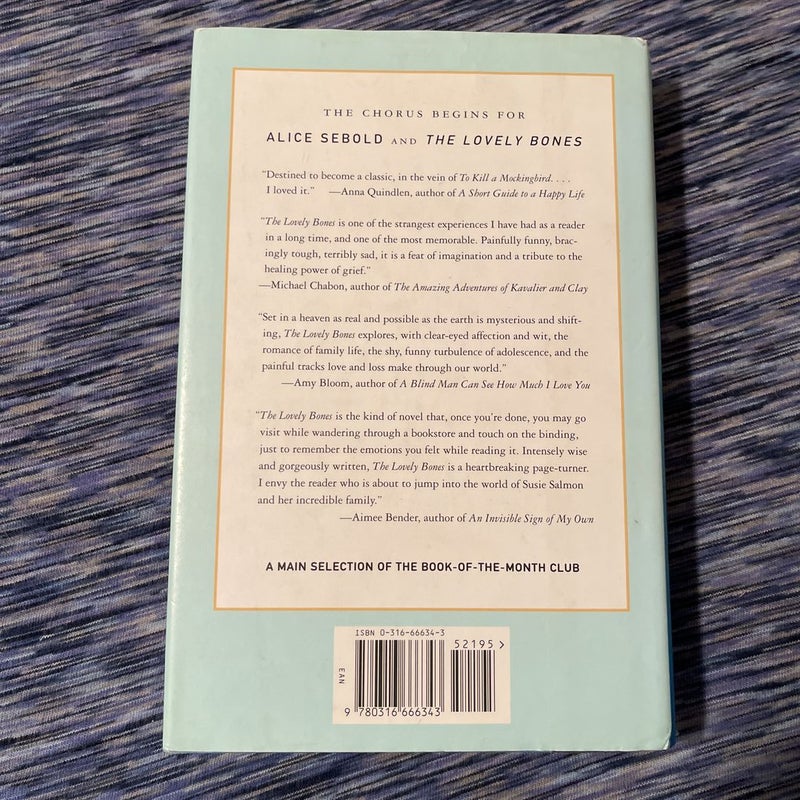 THE CHORUS BEGINS FOR
ALICE SEBOLD AND THE LOVELY BONES
"Destined to become a classic, in the vein of To Kill a Mockingbird. . . .
I loved it." —Anna Quindlen, author of A Short Guide to a Happy Life
"The Lovely Bones is one of the strangest experiences I have had as a reader
in a long time, and one of the most memorable. Painfully funny, brac-
ingly tough, terribly sad, it is a feat of imagination and a tribute to the
healing power of grief."
—Michael Chabon, author of The Amazing Adventures of Kavalier and Clay
"Set in a heaven as real and possible as the earth is mysterious and shift-
ing, The Lovely Bones explores, with clear-eyed affection and wit, the
romance of family life, the shy, funny turbulence of adolescence, and the
painful tracks love and loss make through our world."
—Amy Bloom, author of A Blind Man Can See How Much I Love You
"The Lovely Bones is the kind of novel that, once you're done, you may go
visit while wandering through a bookstore and touch on the binding,
just to remember the emotions you felt while reading it. Intensely wise
and gorgeously written, The Lovely Bones is a heartbreaking page-turner.
I envy the reader who is about to jump into the world of Susie Salmon
and her incredible family."
—Aimee Bender, author of An Invisible Sign of My Own
A MAIN SELECTION OF THE BOOK-OF-THE-MONTH CLUB
ISBN 0-316-66634-3
52195 >
EAN
9 780316 666343